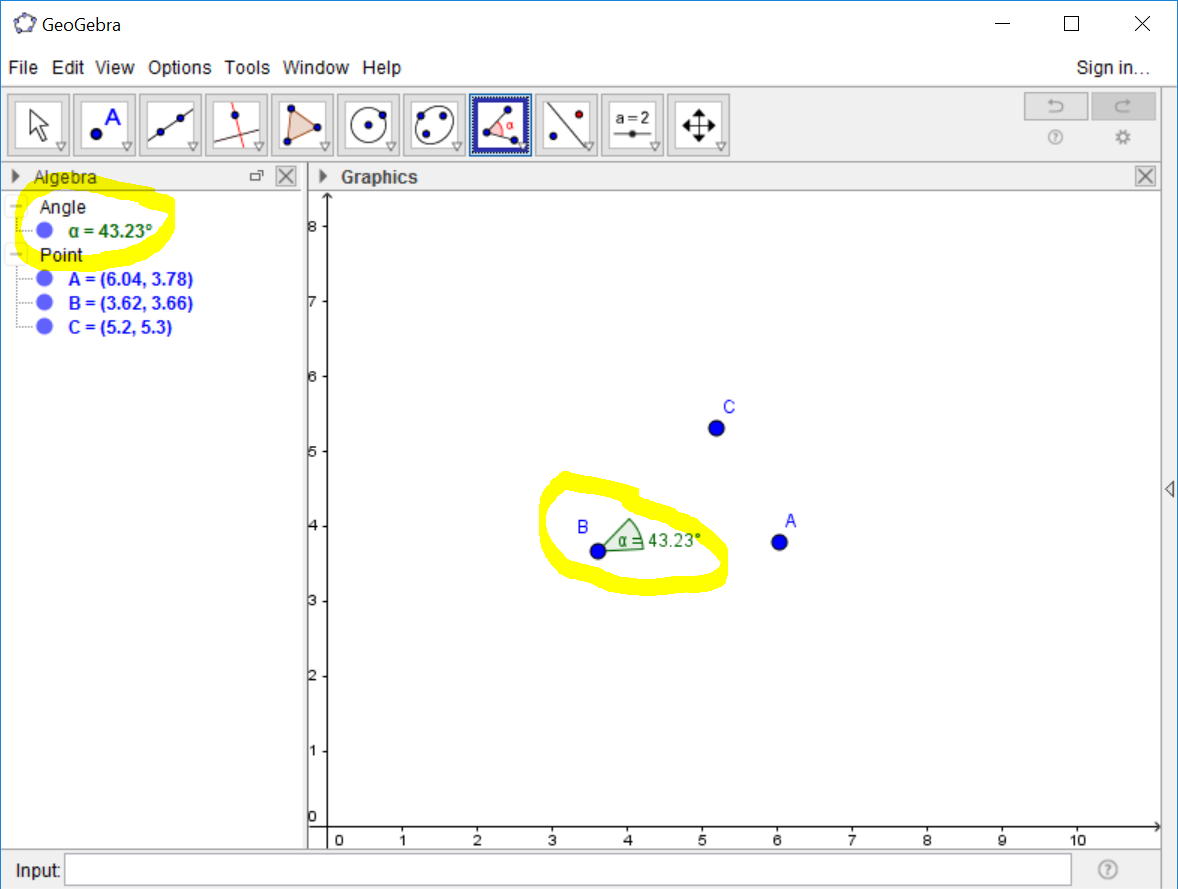 GeoGebra
File Edit View Options Tools Window Help Sign in...
A α a=2
Algebra
Graphics
Angle
α = 43.23°
Point
A = (6.04, 3.78)
B = (3.62, 3.66)
C = (5.2, 5.3)
8
7
6
C
5
A
B
4
α = 43.23°
3
2
1
0
0 1 2 3 4 5 6 7 8 9 10
Input: